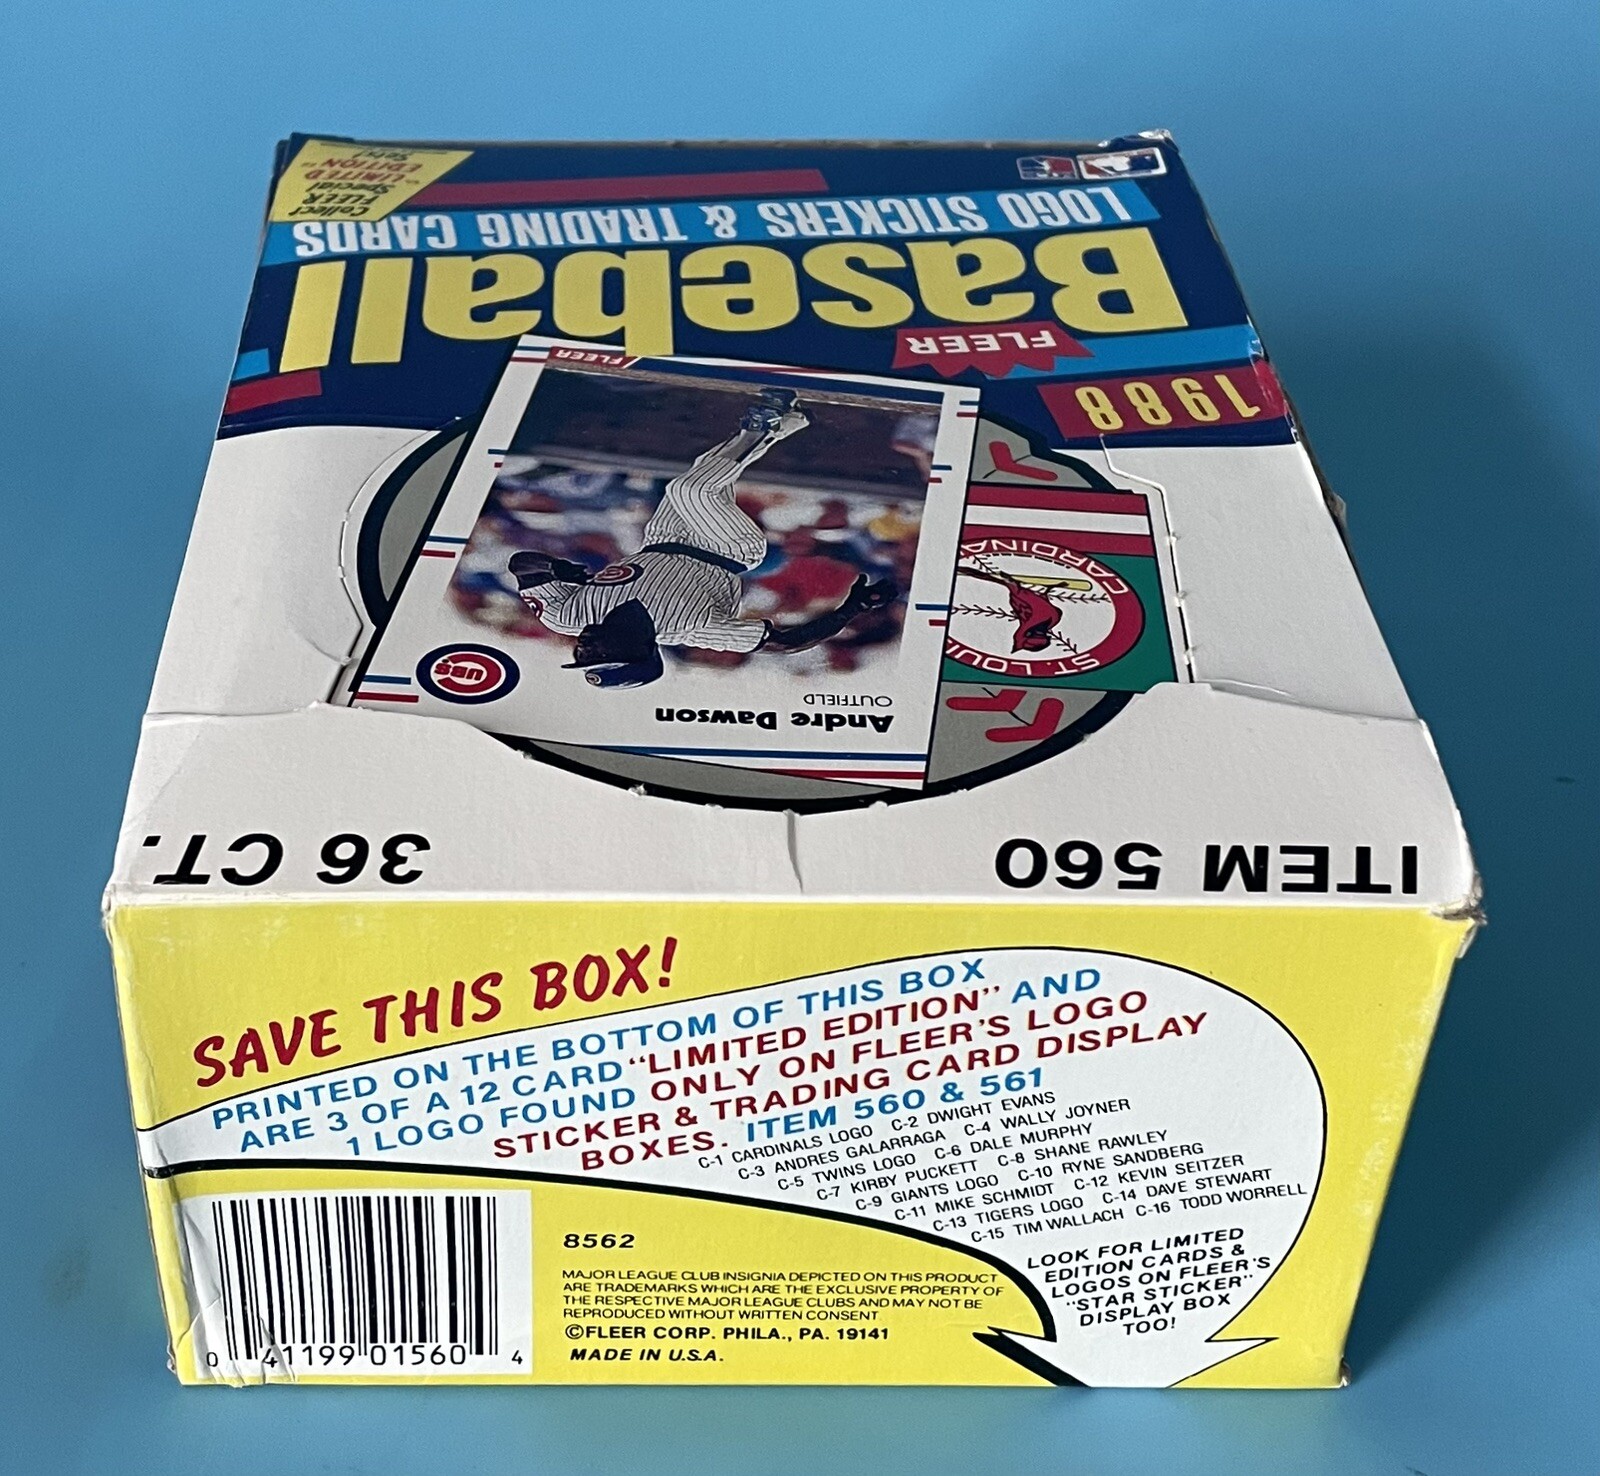 Collect
FLEER
Special
LIMITED
EDITION
Sets!
LOGO STICKERS & TRADING CARDS
Baseball
FLEER
1988
FLEER
CARDINA
ST. LOUI
CUBS
OUTFIELD
Andre Dawson
36 CT.
ITEM 560
SAVE THIS BOX!
PRINTED ON THE BOTTOM OF THIS BOX
ARE 3 OF A 12 CARD "LIMITED EDITION" AND
1 LOGO FOUND ONLY ON FLEER'S LOGO
STICKER & TRADING CARD DISPLAY
BOXES. ITEM 560 & 561
C-1 CARDINALS LOGO C-2 DWIGHT EVANS
C-3 ANDRES GALARRAGA C-4 WALLY JOYNER
C-5 TWINS LOGO C-6 DALE MURPHY
C-7 KIRBY PUCKETT C-8 SHANE RAWLEY
C-9 GIANTS LOGO C-10 RYNE SANDBERG
C-11 MIKE SCHMIDT C-12 KEVIN SEITZER
C-13 TIGERS LOGO C-14 DAVE STEWART
C-15 TIM WALLACH C-16 TODD WORRELL
LOOK FOR LIMITED
EDITION CARDS &
LOGOS ON FLEER'S
"STAR STICKER"
DISPLAY BOX
TOO!
8562
MAJOR LEAGUE CLUB INSIGNIA DEPICTED ON THIS PRODUCT
ARE TRADEMARKS WHICH ARE THE EXCLUSIVE PROPERTY OF
THE RESPECTIVE MAJOR LEAGUE CLUBS AND MAY NOT BE
REPRODUCED WITHOUT WRITTEN CONSENT.
©FLEER CORP. PHILA., PA. 19141
MADE IN U.S.A.
0 41199 01560 4